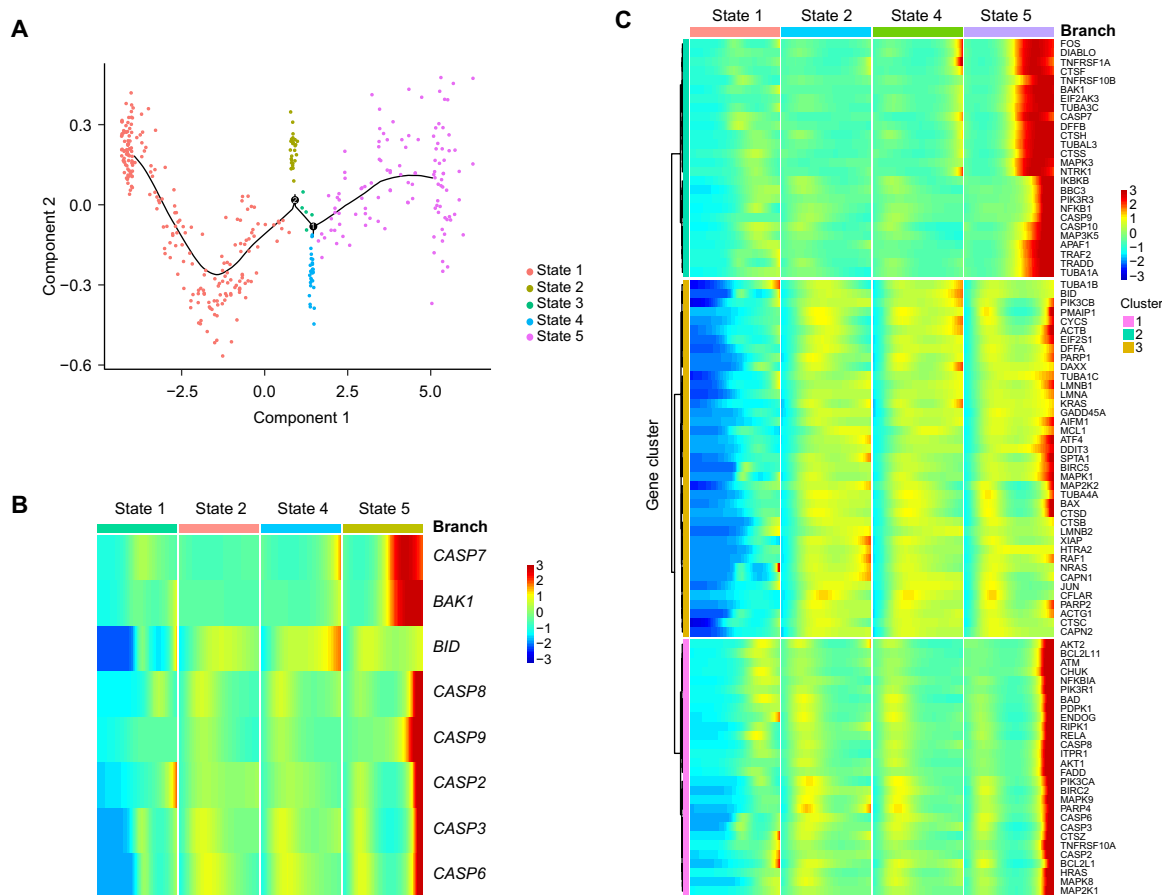 A
Component 2
0.3
0.0
−0.3
−0.6
−2.5
0.0
2.5
5.0
Component 1
2
1
State 1
State 2
State 3
State 4
State 5
B
State 1
State 2
State 4
State 5
Branch
CASP7
BAK1
BID
CASP8
CASP9
CASP2
CASP3
CASP6
3
2
1
0
−1
−2
−3
C
State 1
State 2
State 4
State 5
Branch
Gene cluster
FOS
DIABLO
TNFRSF1A
CTSF
TNFRSF10B
BAK1
EIF2AK3
TUBA3C
CASP7
DFFB
CTSH
TUBAL3
CTSS
MAPK3
NTRK1
IKBKB
BBC3
PIK3R3
NFKB1
CASP9
CASP10
MAP3K5
APAF1
TRAF2
TRADD
TUBA1A
TUBA1B
BID
PIK3CB
PMAIP1
CYCS
ACTB
EIF2S1
DFFA
PARP1
DAXX
TUBA1C
LMNB1
LMNA
KRAS
GADD45A
AIFM1
MCL1
ATF4
DDIT3
SPTA1
BIRC5
MAPK1
MAP2K2
TUBA4A
BAX
CTSD
CTSB
LMNB2
XIAP
HTRA2
RAF1
NRAS
CAPN1
JUN
CFLAR
PARP2
ACTG1
CTSC
CAPN2
AKT2
BCL2L11
ATM
CHUK
NFKBIA
PIK3R1
BAD
PDPK1
ENDOG
RIPK1
RELA
CASP8
ITPR1
AKT1
FADD
PIK3CA
BIRC2
MAPK9
PARP4
CASP6
CASP3
CTSZ
TNFRSF10A
CASP2
BCL2L1
HRAS
MAPK8
MAP2K1
3
2
1
0
−1
−2
−3
Cluster
1
2
3